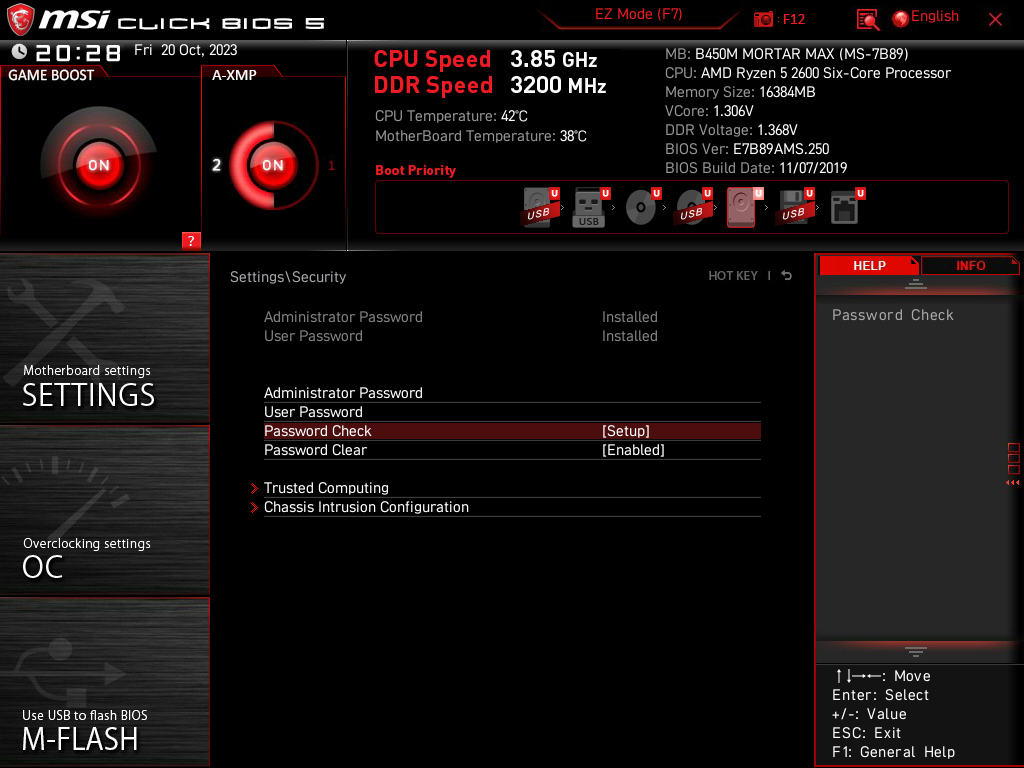 msi CLICK BIOS 5
EZ Mode (F7)
: F12
English
20:28 Fri 20 Oct, 2023
GAME BOOST
ON
A-XMP
2
ON
1
?
CPU Speed 3.85 GHz
DDR Speed 3200 MHz
CPU Temperature: 42°C
MotherBoard Temperature: 38°C
MB: B450M MORTAR MAX (MS-7B89)
CPU: AMD Ryzen 5 2600 Six-Core Processor
Memory Size: 16384MB
VCore: 1.306V
DDR Voltage: 1.368V
BIOS Ver: E7B89AMS.250
BIOS Build Date: 11/07/2019
Boot Priority
U U U U U U U
USB USB USB USB
Motherboard settings
SETTINGS
Overclocking settings
OC
Use USB to flash BIOS
M-FLASH
Settings\Security
HOT KEY |
Administrator Password Installed
User Password Installed
Administrator Password
User Password
Password Check [Setup]
Password Clear [Enabled]
> Trusted Computing
> Chassis Intrusion Configuration
HELP
INFO
Password Check
↑↓→←: Move
Enter: Select
+/-: Value
ESC: Exit
F1: General Help